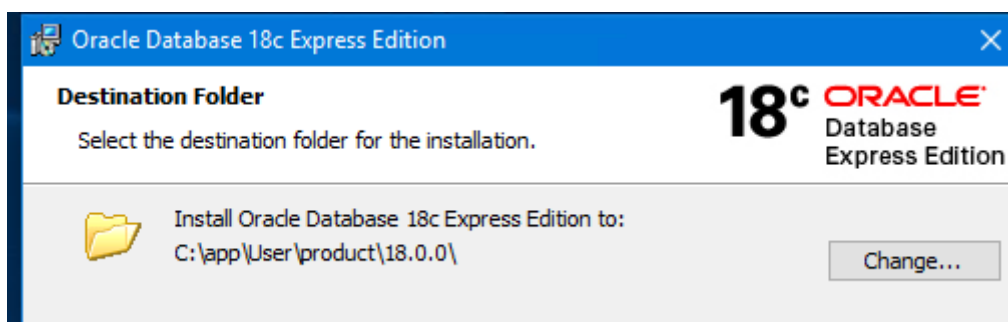 Oracle Database 18c Express Edition
Destination Folder
Select the destination folder for the installation.
18c ORACLE
Database
Express Edition
Install Oracle Database 18c Express Edition to:
C:\app\User\product\18.0.0\
Change...